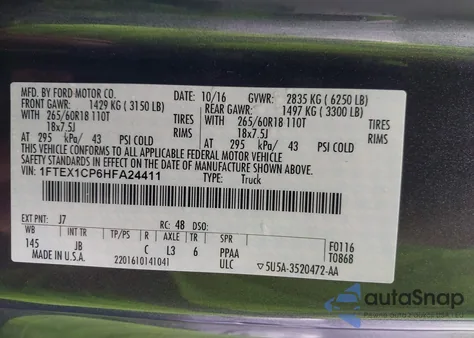 MFD. BY FORD MOTOR CO.
10/16 GVWR: 2835 KG ( 6250 LB)
FRONT GAWR: 1429 KG ( 3150 LB) REAR GAWR: 1497 KG ( 3300 LB)
WITH 265/60R18 110T TIRES WITH 265/60R18 110T TIRES
18x7.5J RIMS 18x7.5J RIMS
AT 295 kPa/ 43 PSI COLD AT 295 kPa/ 43 PSI COLD
THIS VEHICLE CONFORMS TO ALL APPLICABLE FEDERAL MOTOR VEHICLE
SAFETY STANDARDS IN EFFECT ON THE DATE OF MANUFACTURE SHOWN ABOVE.
VIN: 1FTEX1CP6HFA24411 TYPE: Truck
EXT PNT: J7 RC: 48 DSO: F0116
WB INT TR TP/PS R AXLE TR SPR T0868
145 JB C L3 6 PPAA
2201610141041 ULC 5U5A-3520472-AA
autoSnap